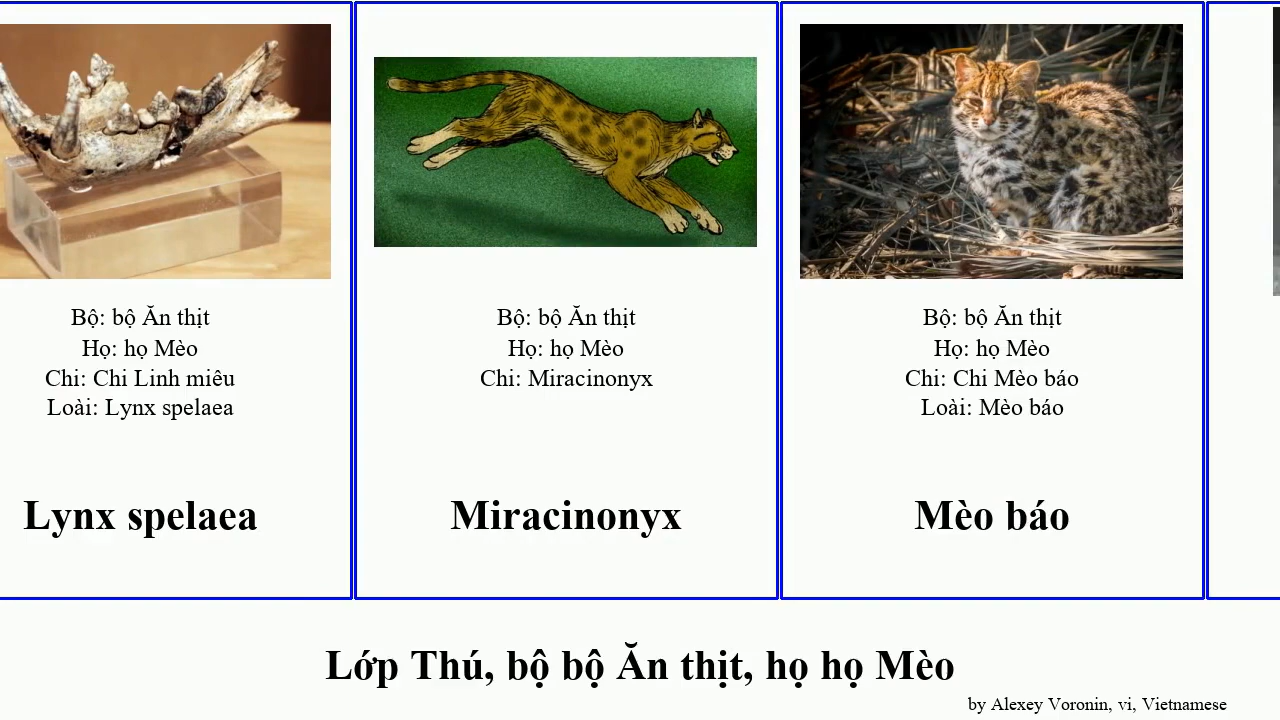 Bộ: bộ Ăn thịt
Họ: họ Mèo
Chi: Chi Linh miêu
Loài: Lynx spelaea
Lynx spelaea
Bộ: bộ Ăn thịt
Họ: họ Mèo
Chi: Miracinonyx
Miracinonyx
Bộ: bộ Ăn thịt
Họ: họ Mèo
Chi: Chi Mèo báo
Loài: Mèo báo
Mèo báo
Lớp Thú, bộ bộ Ăn thịt, họ họ Mèo
by Alexey Voronin, vi, Vietnamese